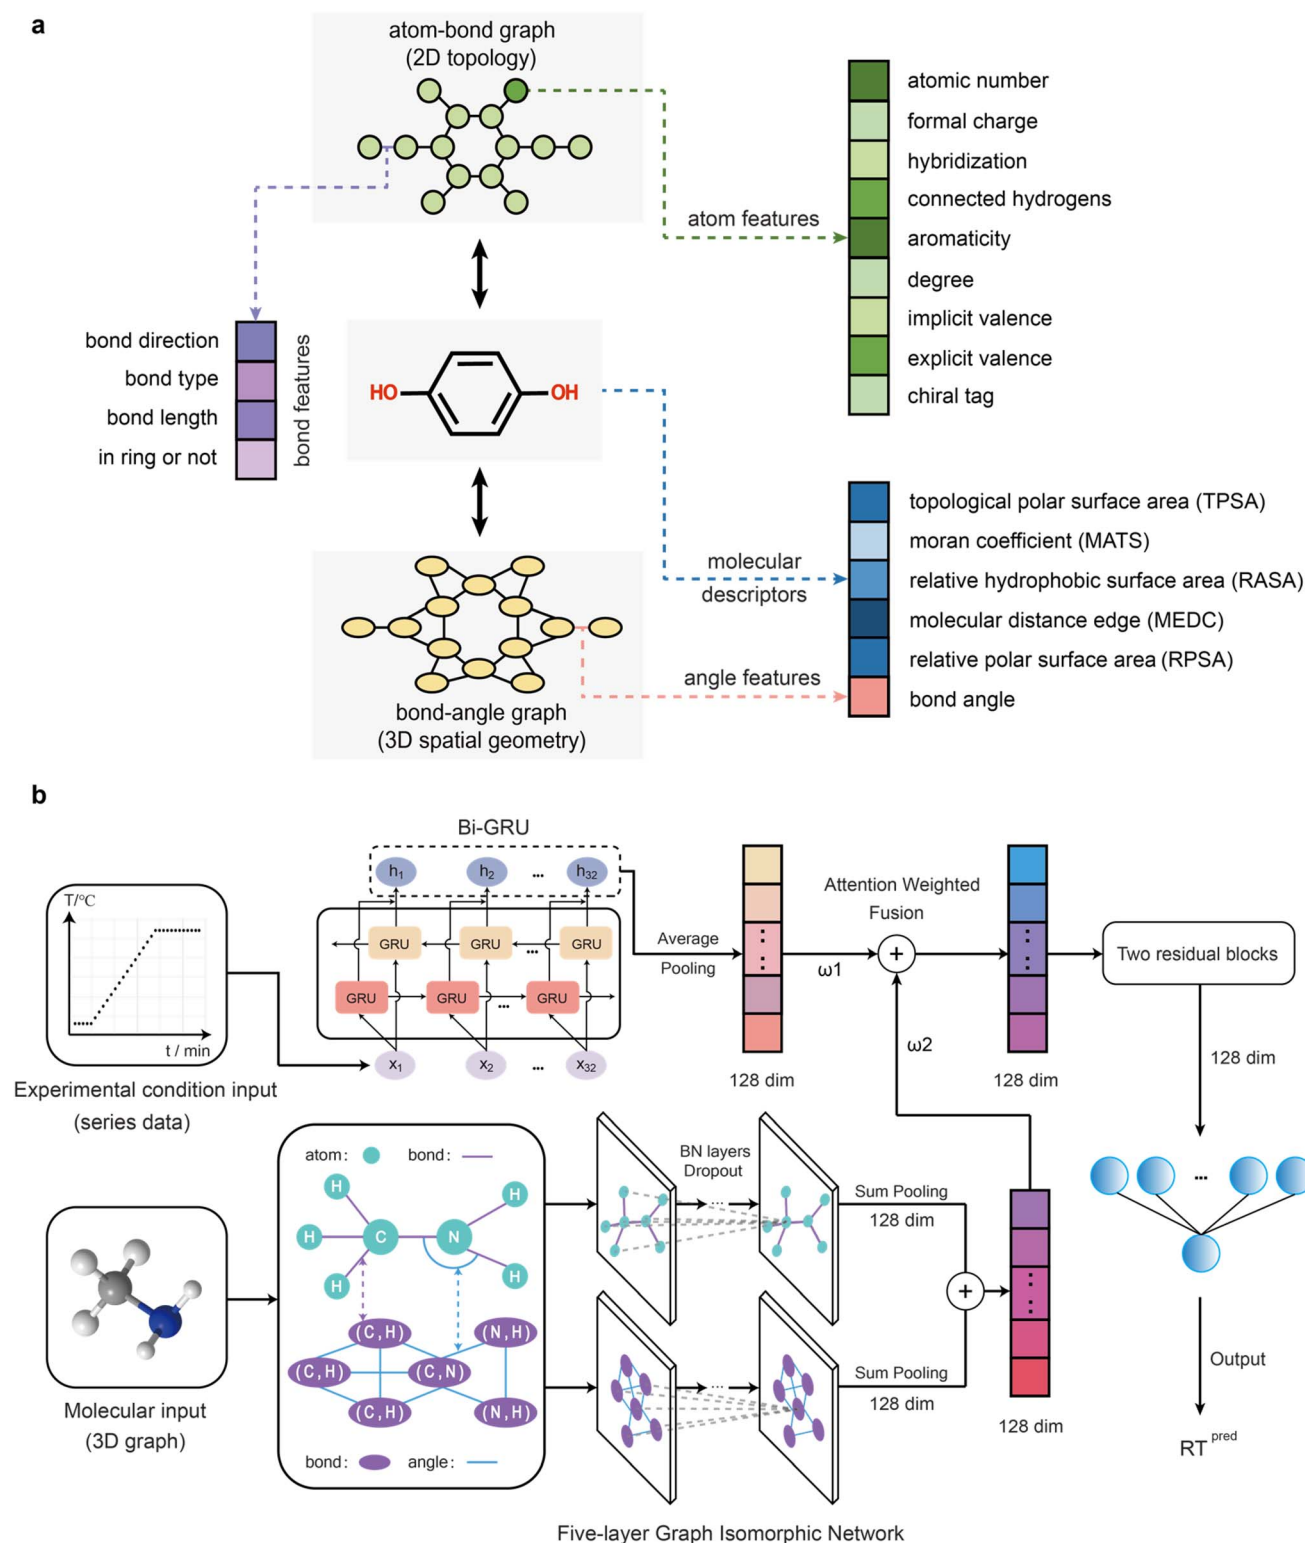 a
atom-bond graph
(2D topology)
atom features
atomic number
formal charge
hybridization
connected hydrogens
aromaticity
degree
implicit valence
explicit valence
chiral tag
bond direction
bond type
bond length
in ring or not
bond features
HO
OH
molecular
descriptors
angle features
topological polar surface area (TPSA)
moran coefficient (MATS)
relative hydrophobic surface area (RASA)
molecular distance edge (MEDC)
relative polar surface area (RPSA)
bond angle
bond-angle graph
(3D spatial geometry)
b
Bi-GRU
h1
h2
...
h32
T/°C
t / min
Experimental condition input
(series data)
GRU
GRU
...
GRU
GRU
GRU
...
GRU
x1
x2
...
x32
Average
Pooling
128 dim
ω1
Attention Weighted
Fusion
+
ω2
128 dim
Two residual blocks
128 dim
...
Output
RT pred
Molecular input
(3D graph)
atom:
bond:
H
H
H
C
N
H
H
(C,H)
(N,H)
(C,H)
(C,N)
(C,H)
(N,H)
bond:
angle:
BN layers
Dropout
...
...
Sum Pooling
128 dim
+
Sum Pooling
128 dim
128 dim
Five-layer Graph Isomorphic Network